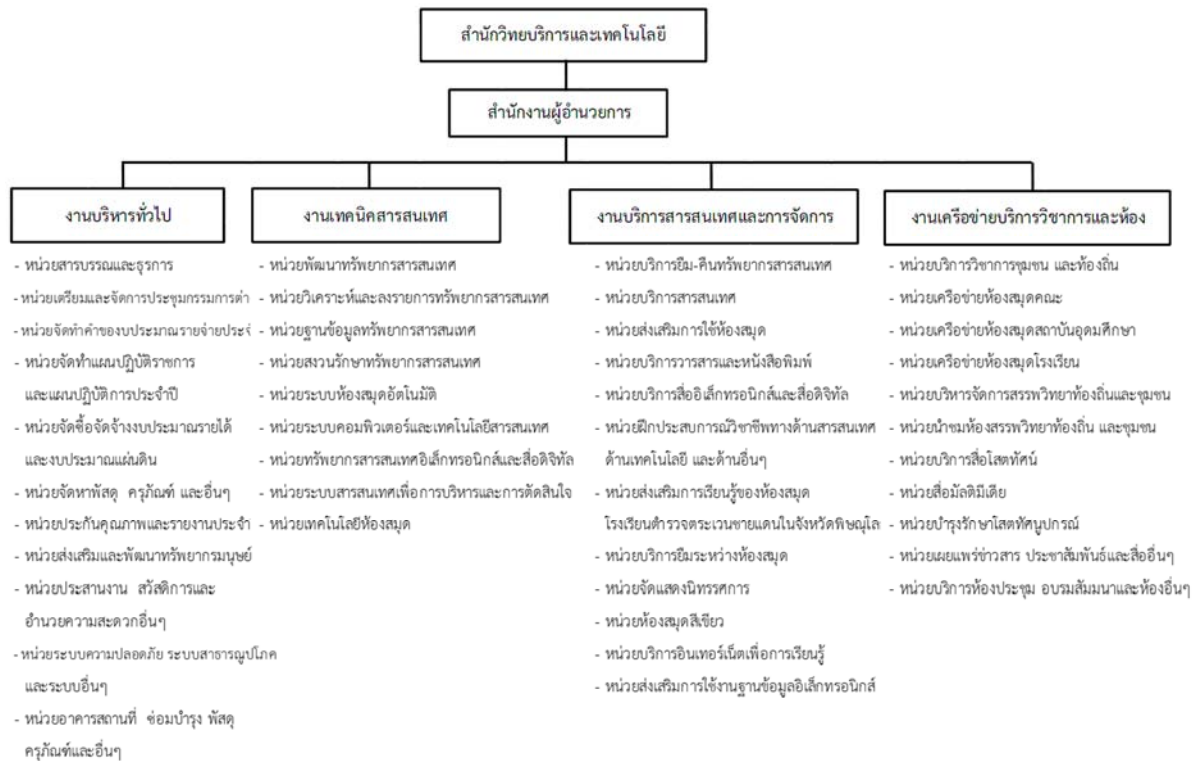 สำนักวิทยบริการและเทคโนโลยี
สำนักงานผู้อำนวยการ
งานบริหารทั่วไป
- หน่วยสารบรรณและธุรการ
- หน่วยเตรียมและจัดการประชุมกรรมการต่า
- หน่วยจัดทำคำของบประมาณรายจ่ายประจำ
- หน่วยจัดทำแผนปฏิบัติราชการ
และแผนปฏิบัติการประจำปี
- หน่วยจัดซื้อจัดจ้างงบประมาณรายได้
และงบประมาณแผ่นดิน
- หน่วยจัดหาพัสดุ ครุภัณฑ์ และอื่นๆ
- หน่วยประกันคุณภาพและรายงานประจำ
- หน่วยส่งเสริมและพัฒนาทรัพยากรมนุษย์
- หน่วยประสานงาน สวัสดิการและ
อำนวยความสะดวกอื่นๆ
- หน่วยระบบความปลอดภัย ระบบสาธารณูปโภค
และระบบอื่นๆ
- หน่วยอาคารสถานที่ ซ่อมบำรุง พัสดุ
ครุภัณฑ์และอื่นๆ
งานเทคนิคสารสนเทศ
- หน่วยพัฒนาทรัพยากรสารสนเทศ
- หน่วยวิเคราะห์และลงรายการทรัพยากรสารสนเทศ
- หน่วยฐานข้อมูลทรัพยากรสารสนเทศ
- หน่วยสงวนรักษาทรัพยากรสารสนเทศ
- หน่วยระบบห้องสมุดอัตโนมัติ
- หน่วยระบบคอมพิวเตอร์และเทคโนโลยีสารสนเทศ
- หน่วยทรัพยากรสารสนเทศอิเล็กทรอนิกส์และสื่อดิจิทัล
- หน่วยระบบสารสนเทศเพื่อการบริหารและการตัดสินใจ
- หน่วยเทคโนโลยีห้องสมุด
งานบริการสารสนเทศและการจัดการ
- หน่วยบริการยืม-คืนทรัพยากรสารสนเทศ
- หน่วยบริการสารสนเทศ
- หน่วยส่งเสริมการใช้ห้องสมุด
- หน่วยบริการวารสารและหนังสือพิมพ์
- หน่วยบริการสื่ออิเล็กทรอนิกส์และสื่อดิจิทัล
- หน่วยฝึกประสบการณ์วิชาชีพทางด้านสารสนเทศ
ด้านเทคโนโลยี และด้านอื่นๆ
- หน่วยส่งเสริมการเรียนรู้ของห้องสมุด
โรงเรียนตำรวจตระเวนชายแดนในจังหวัดพิษณุโล
- หน่วยบริการยืมระหว่างห้องสมุด
- หน่วยจัดแสดงนิทรรศการ
- หน่วยห้องสมุดสีเขียว
- หน่วยบริการอินเทอร์เน็ตเพื่อการเรียนรู้
- หน่วยส่งเสริมการใช้งานฐานข้อมูลอิเล็กทรอนิกส์
งานเครือข่ายบริการวิชาการและห้อง
- หน่วยบริการวิชาการชุมชน และท้องถิ่น
- หน่วยเครือข่ายห้องสมุดคณะ
- หน่วยเครือข่ายห้องสมุดสถาบันอุดมศึกษา
- หน่วยเครือข่ายห้องสมุดโรงเรียน
- หน่วยบริหารจัดการสรรพวิทยาท้องถิ่นและชุมชน
- หน่วยนำชมห้องสรรพวิทยาท้องถิ่น และชุมชน
- หน่วยบริการสื่อโสตทัศน์
- หน่วยสื่อมัลติมีเดีย
- หน่วยบำรุงรักษาโสตทัศนูปกรณ์
- หน่วยเผยแพร่ข่าวสาร ประชาสัมพันธ์และสื่ออื่นๆ
- หน่วยบริการห้องประชุม อบรมสัมมนาและห้องอื่นๆ